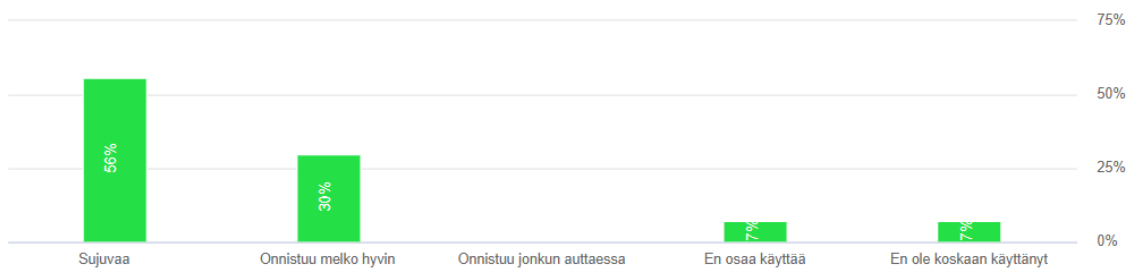 75%
50%
25%
0%
56%
30%
7%
7%
Sujuvaa
Onnistuu melko hyvin
Onnistuu jonkun auttaessa
En osaa käyttää
En ole koskaan käyttänyt